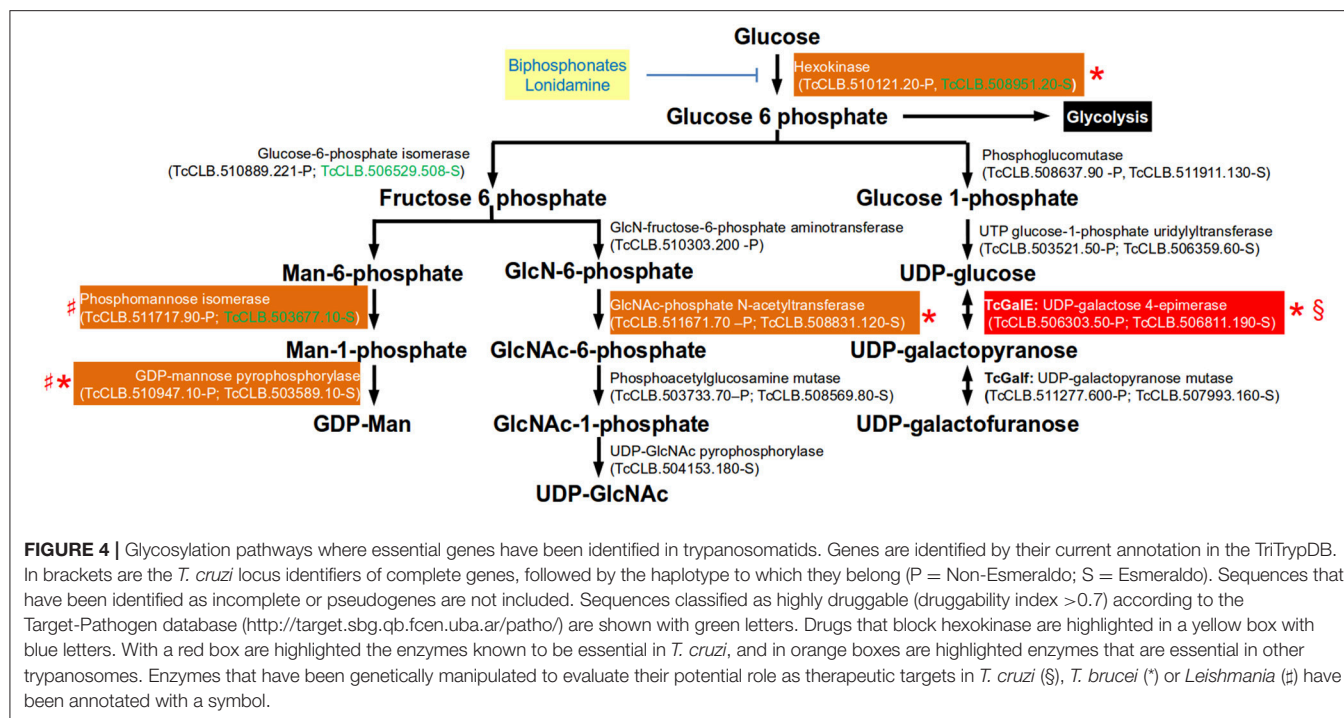 Glucose
Biphosphonates
Lonidamine
Hexokinase
(TcCLB.510121.20-P, TcCLB.508951.20-S)
*
Glucose 6 phosphate
Glycolysis
Glucose-6-phosphate isomerase
(TcCLB.510889.221-P; TcCLB.506529.508-S)
Phosphoglucomutase
(TcCLB.508637.90 -P, TcCLB.511911.130-S)
Fructose 6 phosphate
Glucose 1-phosphate
GlcN-fructose-6-phosphate aminotransferase
(TcCLB.510303.200 -P)
UTP glucose-1-phosphate uridylyltransferase
(TcCLB.503521.50-P; TcCLB.506359.60-S)
Man-6-phosphate
GlcN-6-phosphate
UDP-glucose
♯
Phosphomannose isomerase
(TcCLB.511717.90-P; TcCLB.503677.10-S)
GlcNAc-phosphate N-acetyltransferase
(TcCLB.511671.70 –P; TcCLB.508831.120-S)
*
TcGalE: UDP-galactose 4-epimerase
(TcCLB.506303.50-P; TcCLB.506811.190-S)
* §
Man-1-phosphate
GlcNAc-6-phosphate
UDP-galactopyranose
♯*
GDP-mannose pyrophosphorylase
(TcCLB.510947.10-P; TcCLB.503589.10-S)
Phosphoacetylglucosamine mutase
(TcCLB.503733.70–P; TcCLB.508569.80-S)
TcGalf: UDP-galactopyranose mutase
(TcCLB.511277.600-P; TcCLB.507993.160-S)
GDP-Man
GlcNAc-1-phosphate
UDP-galactofuranose
UDP-GlcNAc pyrophosphorylase
(TcCLB.504153.180-S)
UDP-GlcNAc
FIGURE 4 | Glycosylation pathways where essential genes have been identified in trypanosomatids. Genes are identified by their current annotation in the TriTrypDB.
In brackets are the T. cruzi locus identifiers of complete genes, followed by the haplotype to which they belong (P = Non-Esmeraldo; S = Esmeraldo). Sequences that
have been identified as incomplete or pseudogenes are not included. Sequences classified as highly druggable (druggability index >0.7) according to the
Target-Pathogen database (http://target.sbg.qb.fcen.uba.ar/patho/) are shown with green letters. Drugs that block hexokinase are highlighted in a yellow box with
blue letters. With a red box are highlighted the enzymes known to be essential in T. cruzi, and in orange boxes are highlighted enzymes that are essential in other
trypanosomes. Enzymes that have been genetically manipulated to evaluate their potential role as therapeutic targets in T. cruzi (§), T. brucei (*) or Leishmania (♯) have
been annotated with a symbol.